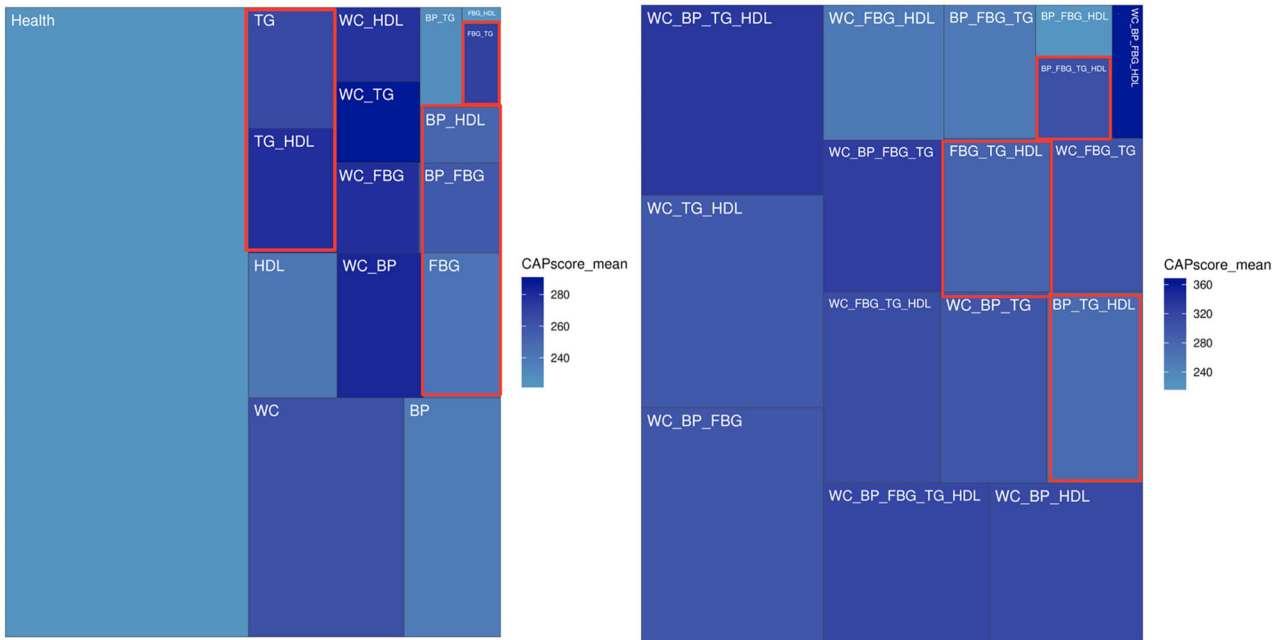 Health
TG
WC_HDL
BP_TG
FBG_HDL
FBG_TG
WC_TG
BP_HDL
TG_HDL
WC_FBG
BP_FBG
HDL
WC_BP
FBG
WC
BP
CAPscore_mean
280
260
240
WC_BP_TG_HDL
WC_FBG_HDL
BP_FBG_TG
BP_FBG_HDL
WC_BP_FBG_HDL
BP_FBG_TG_HDL
WC_BP_FBG_TG
FBG_TG_HDL
WC_FBG_TG
WC_TG_HDL
WC_FBG_TG_HDL
WC_BP_TG
BP_TG_HDL
WC_BP_FBG
WC_BP_FBG_TG_HDL
WC_BP_HDL
CAPscore_mean
360
320
280
240